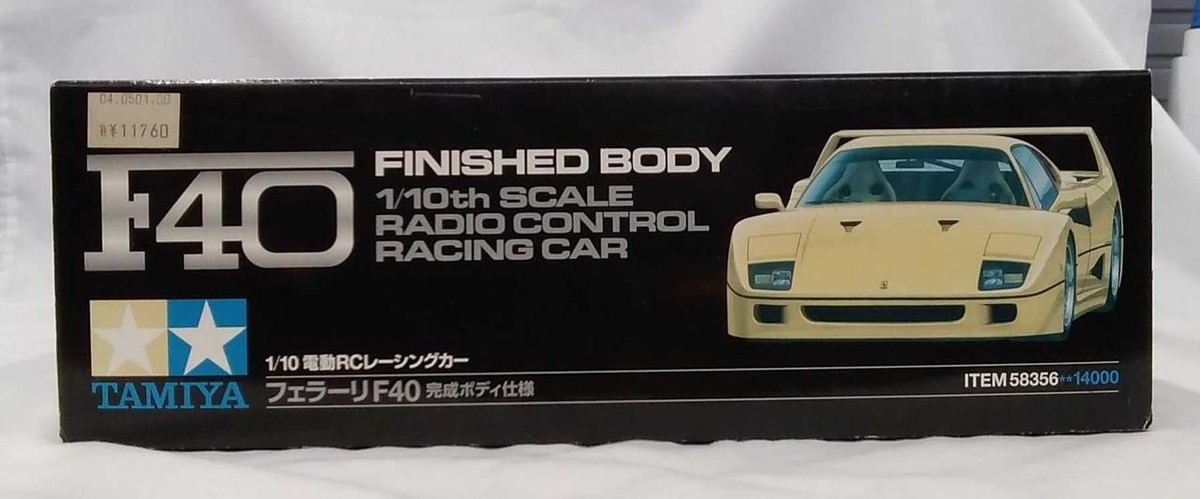 04.0501.00
¥11760
F40
FINISHED BODY
1/10th SCALE
RADIO CONTROL
RACING CAR
TAMIYA
1/10 電動RCレーシングカー
フェラーリF40 完成ボディ仕様
ITEM 58356**14000